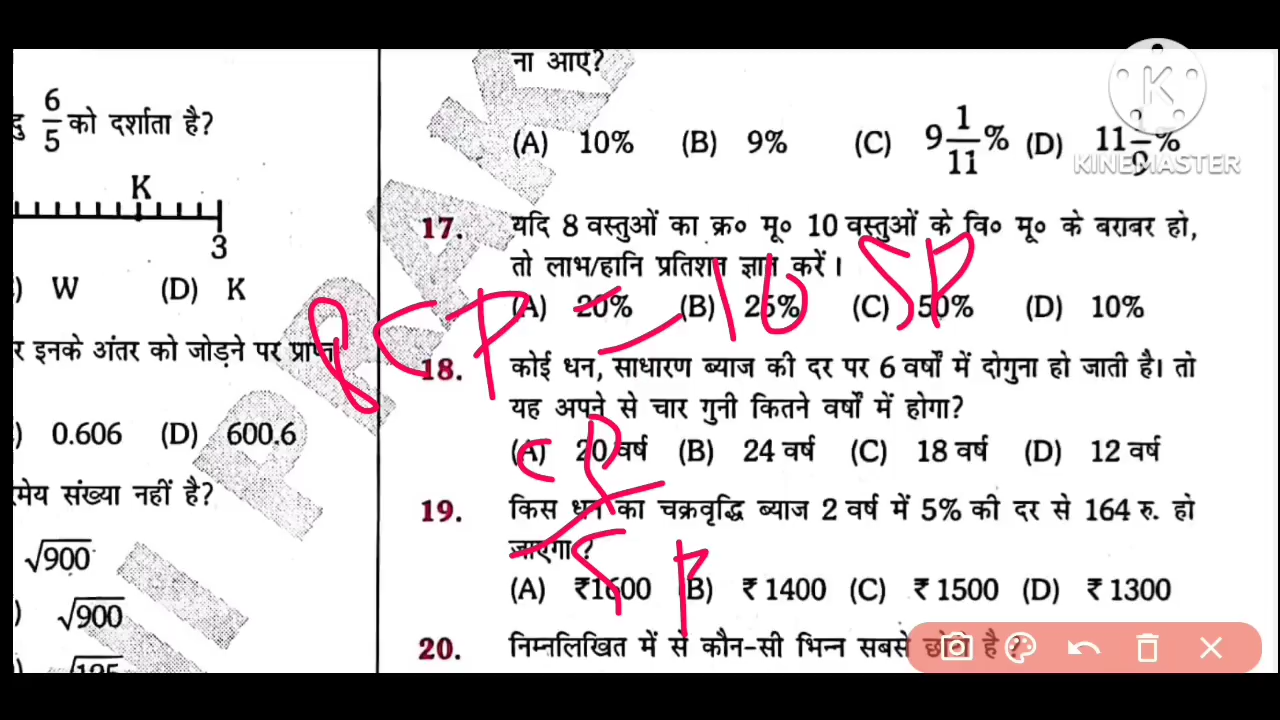 दु 6/5 को दर्शाता है?
K
3
W (D) K
र इनके अंतर को जोड़ने पर प्राप्त
0.606 (D) 600.6
मेय संख्या नहीं है?
√900
√900
ना आए?
(A) 10% (B) 9% (C) 9 1/11 % (D)
KINEMASTER
17. यदि 8 वस्तुओं का क्र० मू० 10 वस्तुओं के वि० मू० के बराबर हो,
तो लाभ/हानि प्रतिशत ज्ञात करें।
(A) 20% (B) 25% (C) 50% (D) 10%
8 CP = 10 SP
18. कोई धन, साधारण ब्याज की दर पर 6 वर्षों में दोगुना हो जाती है। तो
यह अपने से चार गुनी कितने वर्षों में होगा?
(A) 20 वर्ष (B) 24 वर्ष (C) 18 वर्ष (D) 12 वर्ष
CP
SP
19. किस धन का चक्रवृद्धि ब्याज 2 वर्ष में 5% की दर से 164 रु. हो
जाएगा?
(A) ₹1600 (B) ₹1400 (C) ₹1500 (D) ₹1300
20. निम्नलिखित में से कौन-सी भिन्न सबसे छोटा है?